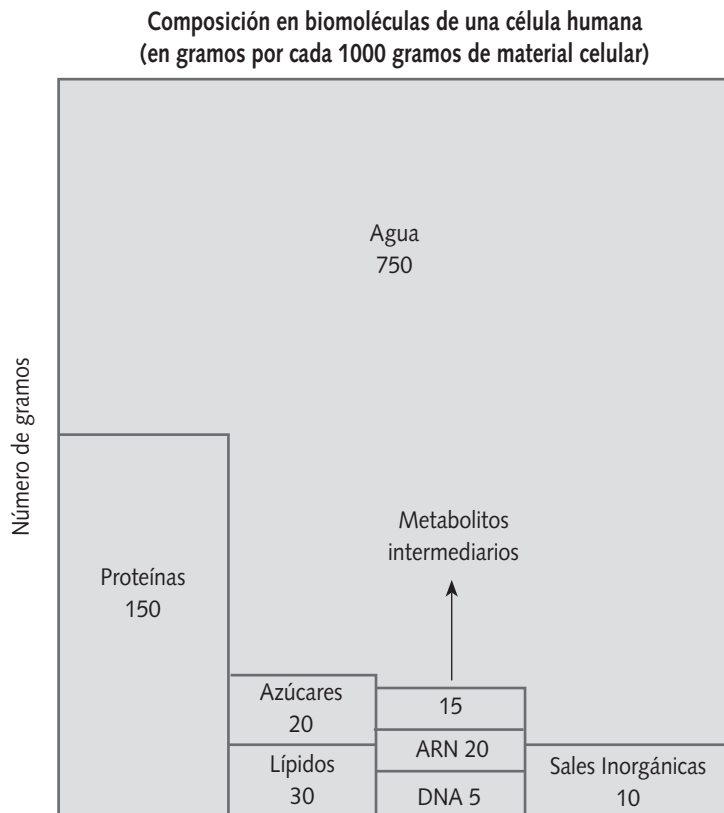 Composición en biomoléculas de una célula humana
(en gramos por cada 1000 gramos de material celular)
Agua
750
Número de gramos
Metabolitos
intermediarios
Proteínas
150
Azúcares
20
15
ARN 20
Lípidos
30
DNA 5
Sales Inorgánicas
10